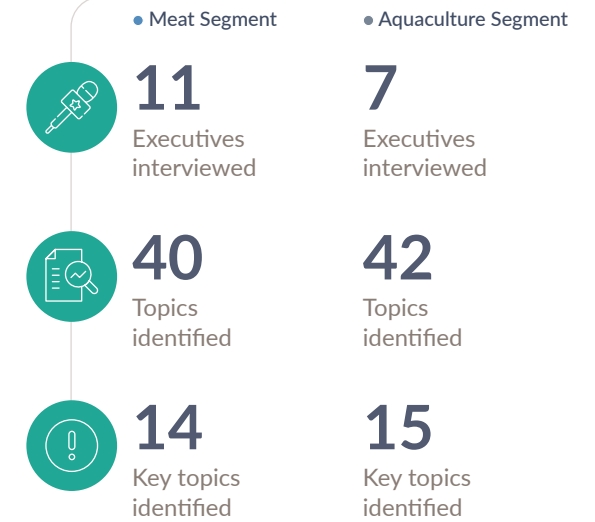 Meat Segment
Aquaculture Segment
11
7
Executives
interviewed
Executives
interviewed
40
42
Topics
identified
Topics
identified
14
15
Key topics
identified
Key topics
identified